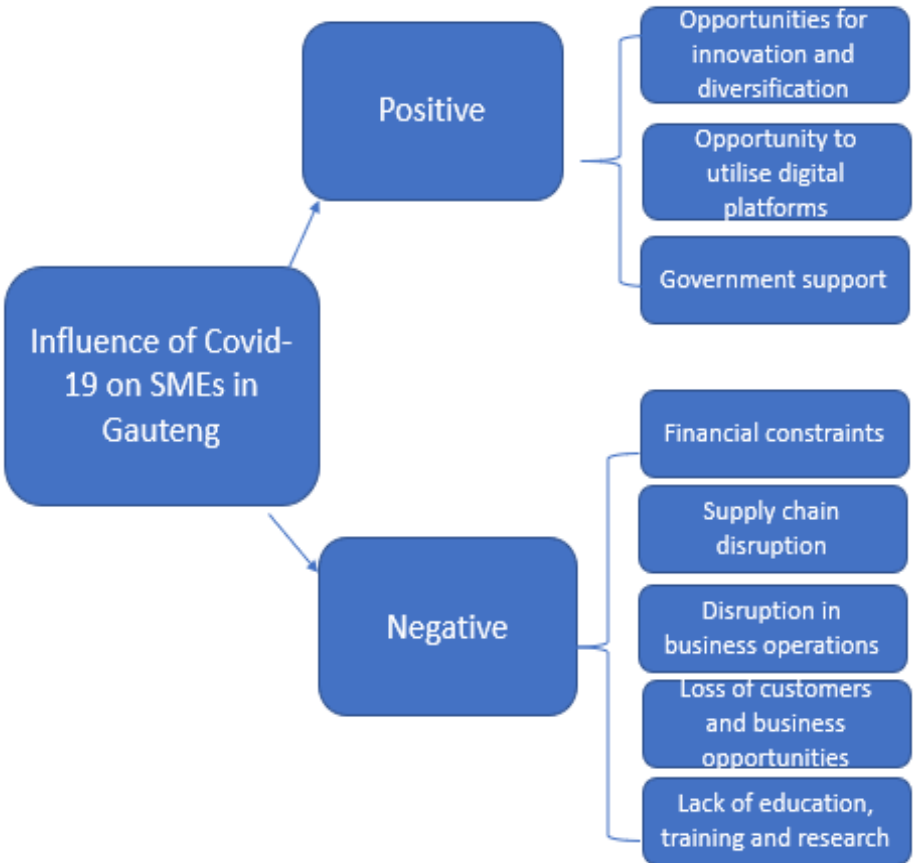 Influence of Covid-
19 on SMEs in
Gauteng
Positive
Opportunities for
innovation and
diversification
Opportunity to
utilise digital
platforms
Government support
Negative
Financial constraints
Supply chain
disruption
Disruption in
business operations
Loss of customers
and business
opportunities
Lack of education,
training and research